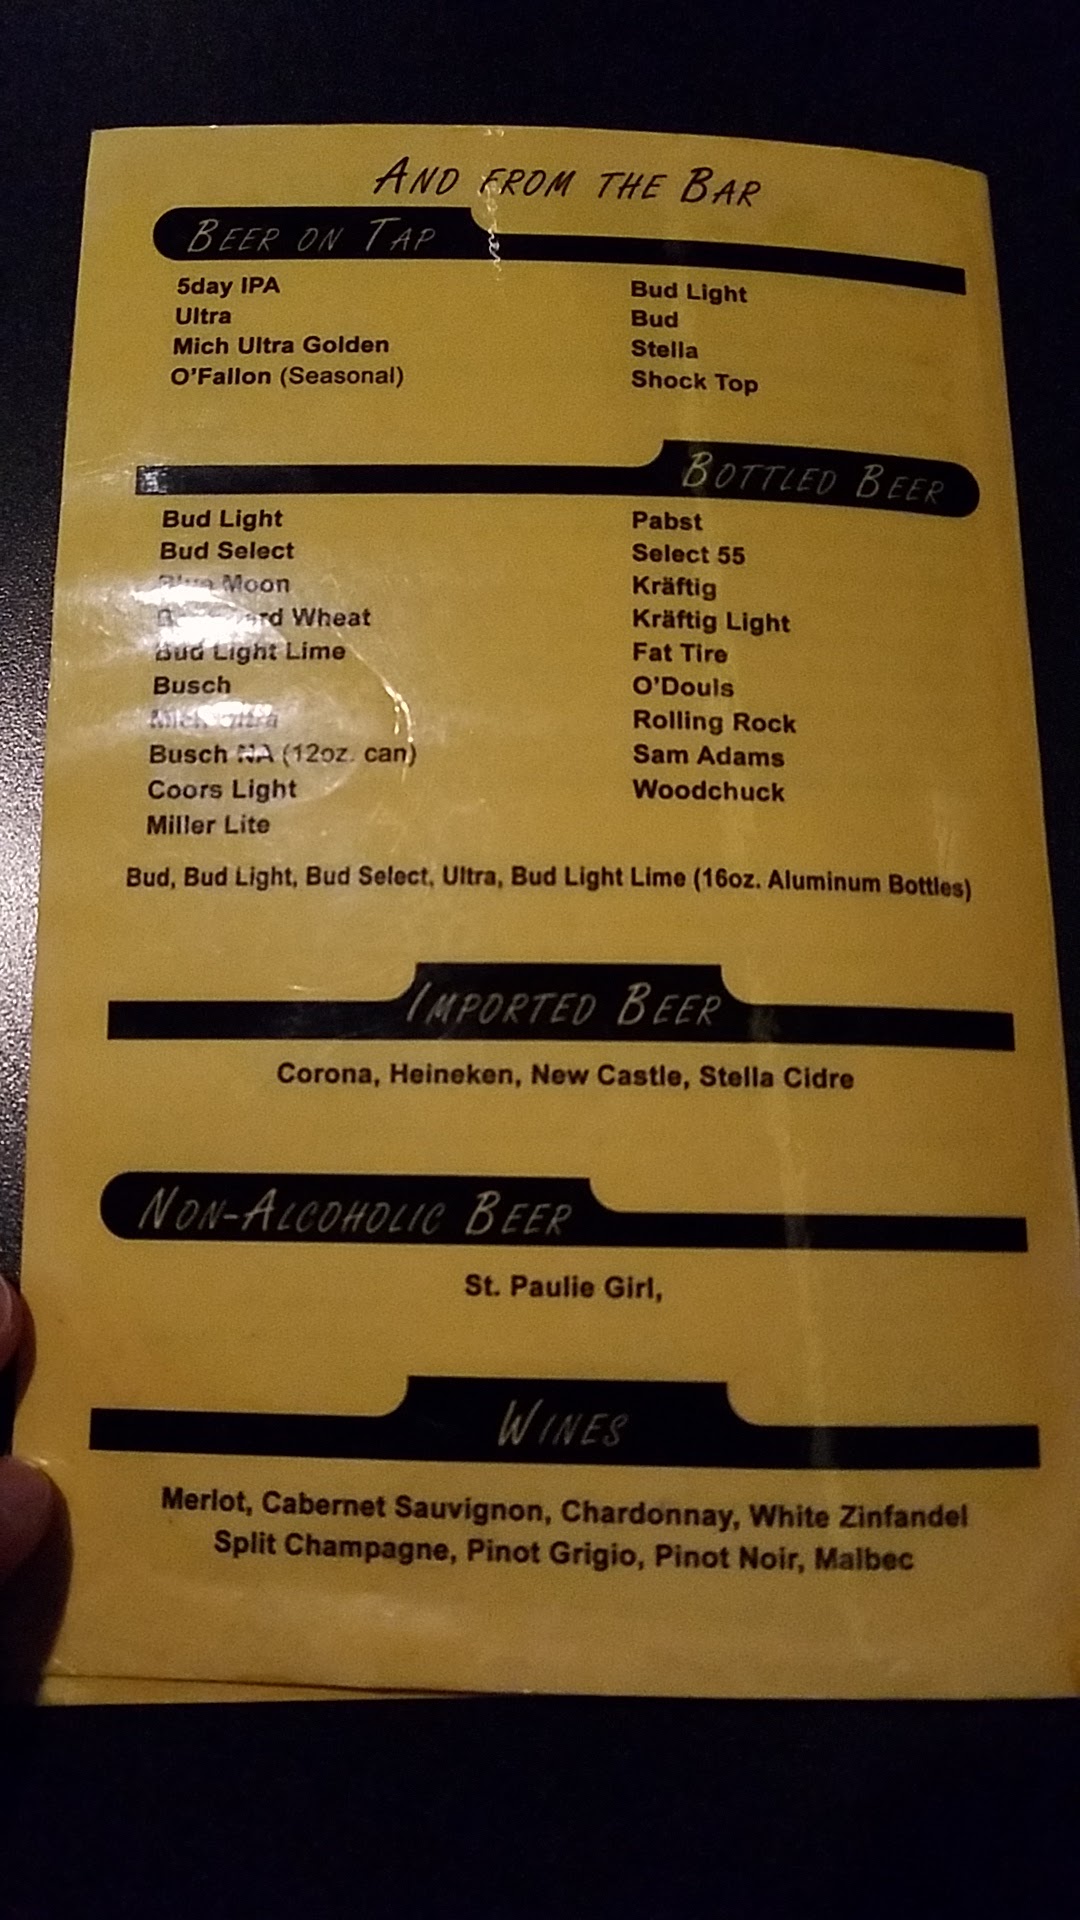 And from the Bar
Beer on Tap
5day IPA
Ultra
Mich Ultra Golden
O'Fallon (Seasonal)
Bud Light
Bud
Stella
Shock Top
Bottled Beer
Bud Light
Bud Select
Blue Moon
Wheat
Bud Light Lime
Busch
Mich Ultra
Busch NA (12oz. can)
Coors Light
Miller Lite
Pabst
Select 55
Kräftig
Kräftig Light
Fat Tire
O'Douls
Rolling Rock
Sam Adams
Woodchuck
Bud, Bud Light, Bud Select, Ultra, Bud Light Lime (16oz. Aluminum Bottles)
Imported Beer
Corona, Heineken, New Castle, Stella Cidre
Non-Alcoholic Beer
St. Paulie Girl,
Wines
Merlot, Cabernet Sauvignon, Chardonnay, White Zinfandel
Split Champagne, Pinot Grigio, Pinot Noir, Malbec